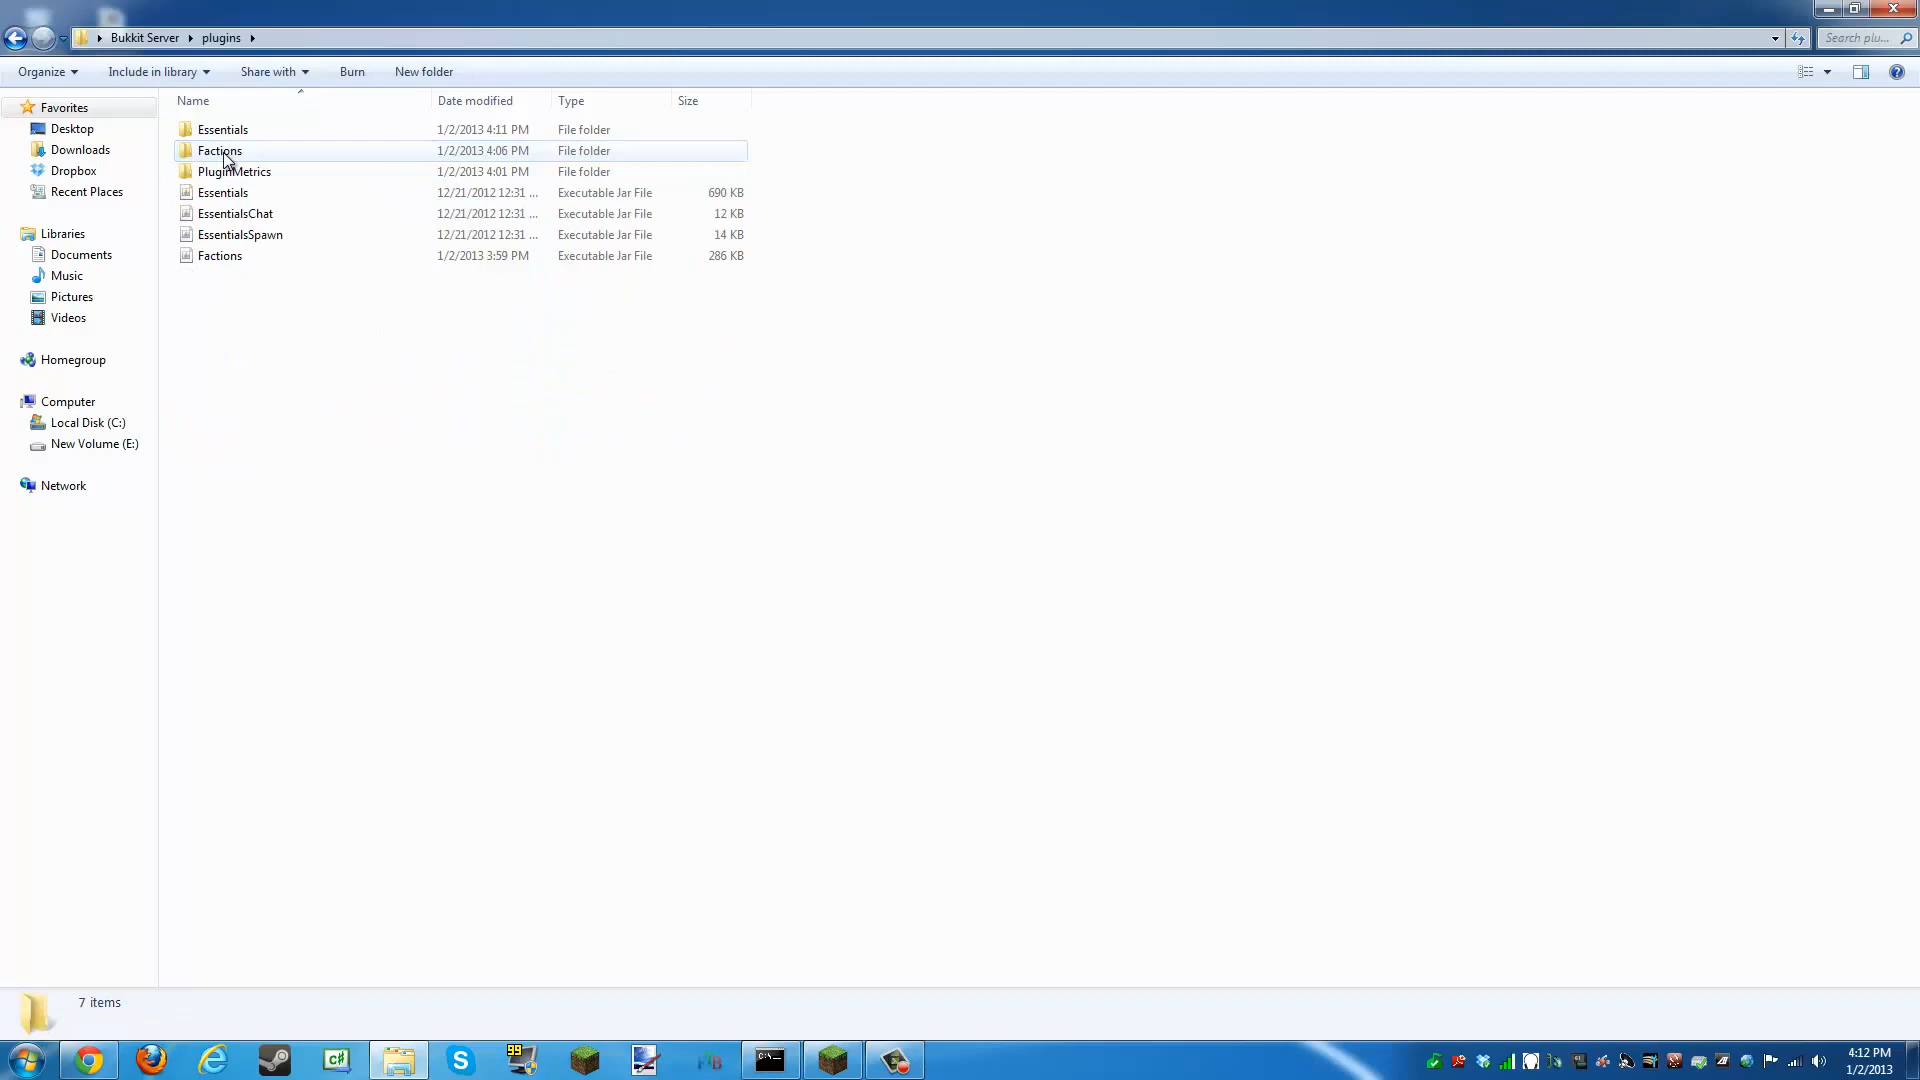 Bukkit Server plugins
Search plu...
Organize Include in library Share with Burn New folder
Name Date modified Type Size
Favorites
Desktop
Downloads
Dropbox
Recent Places
Libraries
Documents
Music
Pictures
Videos
Homegroup
Computer
Local Disk (C:)
New Volume (E:)
Network
Essentials 1/2/2013 4:11 PM File folder
Factions 1/2/2013 4:06 PM File folder
PluginMetrics 1/2/2013 4:01 PM File folder
Essentials 12/21/2012 12:31 ... Executable Jar File 690 KB
EssentialsChat 12/21/2012 12:31 ... Executable Jar File 12 KB
EssentialsSpawn 12/21/2012 12:31 ... Executable Jar File 14 KB
Factions 1/2/2013 3:59 PM Executable Jar File 286 KB
7 items
99
C#
C:\_
4:12 PM
1/2/2013